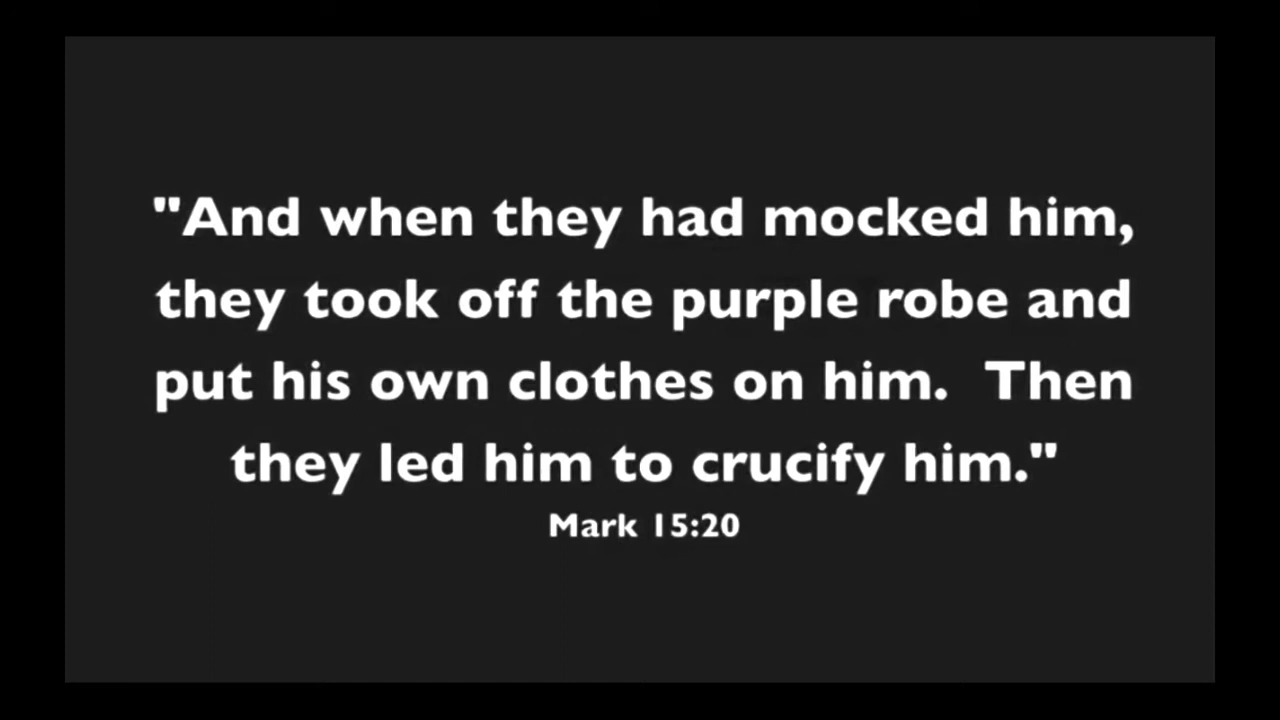 "And when they had mocked him,
they took off the purple robe and
put his own clothes on him.  Then
they led him to crucify him."
Mark 15:20